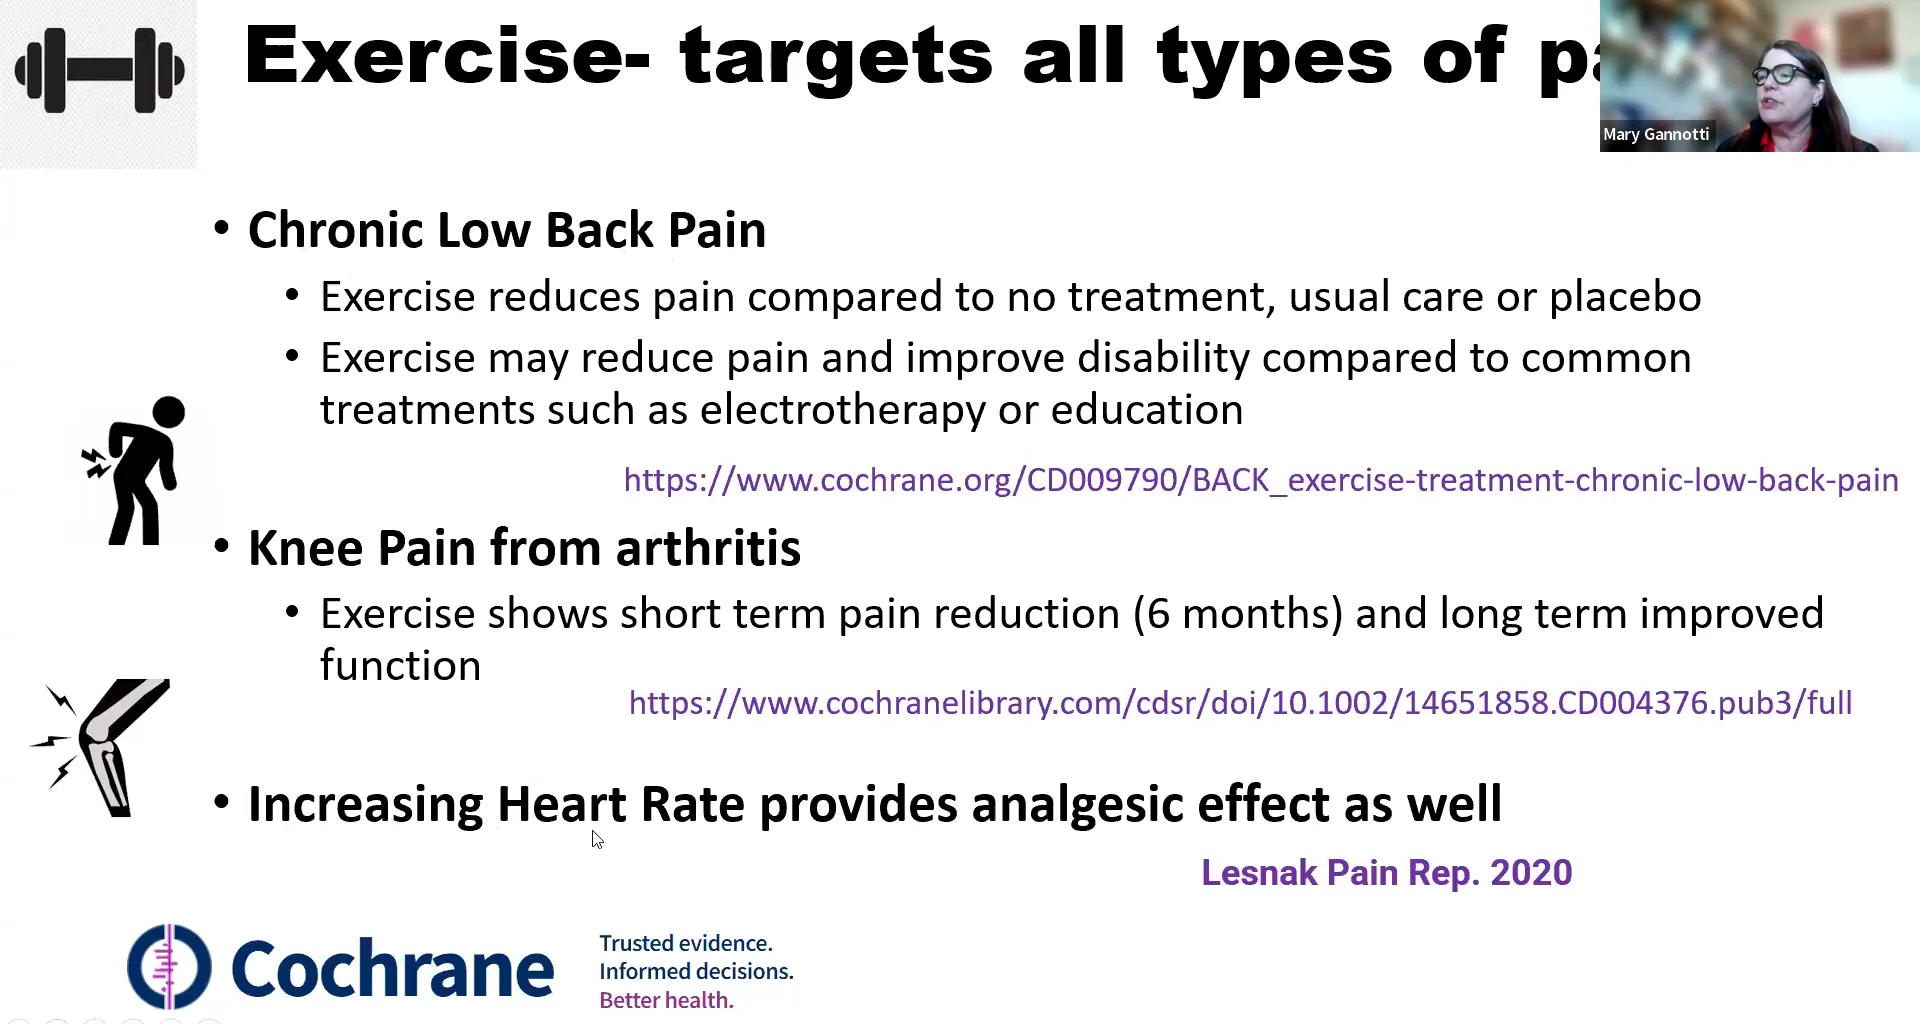 Exercise- targets all types of pa
Mary Gannotti
• Chronic Low Back Pain
• Exercise reduces pain compared to no treatment, usual care or placebo
• Exercise may reduce pain and improve disability compared to common
treatments such as electrotherapy or education
https://www.cochrane.org/CD009790/BACK_exercise-treatment-chronic-low-back-pain
• Knee Pain from arthritis
• Exercise shows short term pain reduction (6 months) and long term improved
function
https://www.cochranelibrary.com/cdsr/doi/10.1002/14651858.CD004376.pub3/full
• Increasing Heart Rate provides analgesic effect as well
Lesnak Pain Rep. 2020
Cochrane
Trusted evidence.
Informed decisions.
Better health.